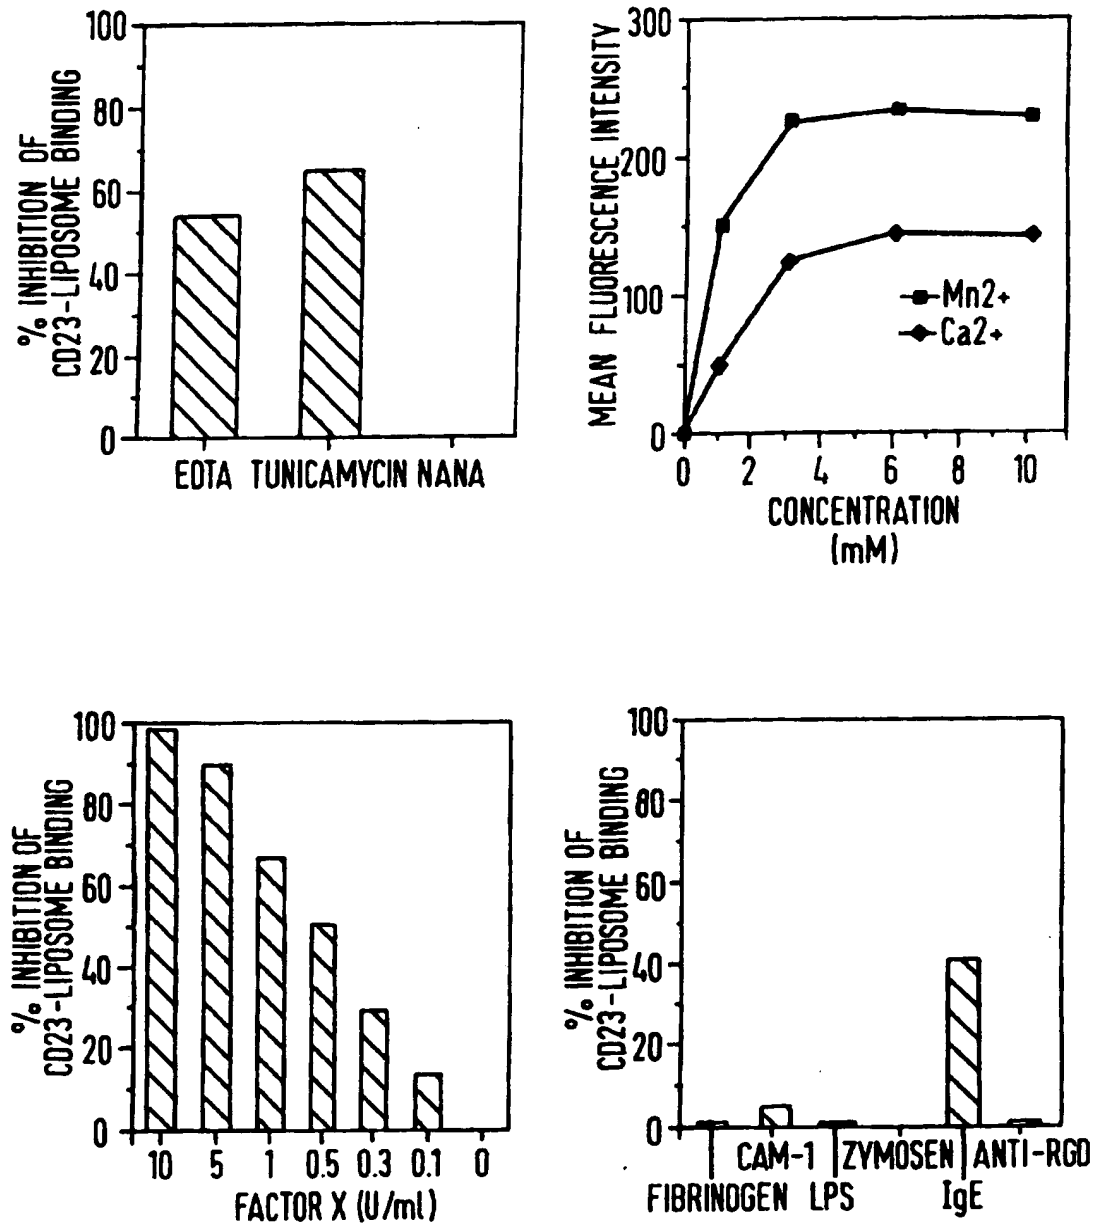 % INHIBITION OF
CD23-LIPOSOME BINDING
100
80
60
40
20
0
EDTA TUNICAMYCIN NANA
MEAN FLUORESCENCE INTENSITY
300
200
100
0
Mn2+
Ca2+
0 2 4 6 8 10
CONCENTRATION
(mM)
% INHIBITION OF
CD23-LIPOSOME BINDING
100
80
60
40
20
0
10 5 1 0.5 0.3 0.1 0
FACTOR X (U/ml)
% INHIBITION OF
CD23-LIPOSOME BINDING
100
80
60
40
20
0
CAM-1 ZYMOSEN ANTI-RGD
FIBRINOGEN LPS IgE